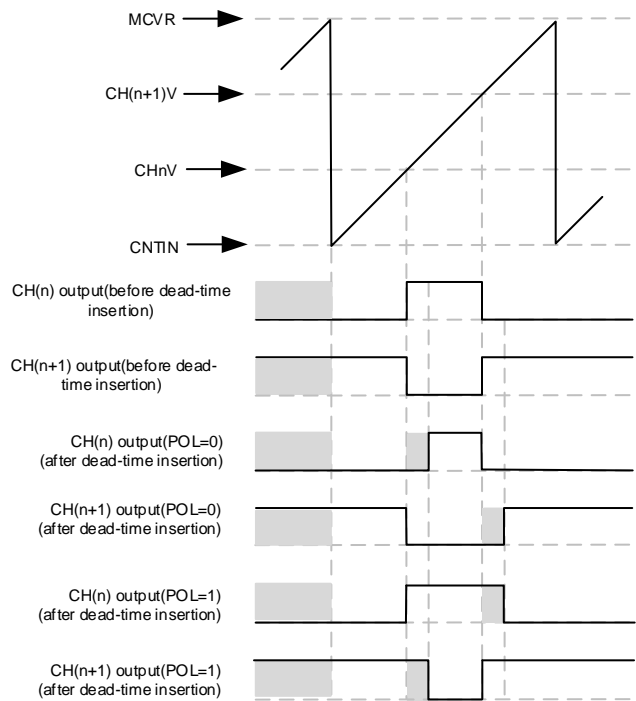 MCVR
CH(n+1)V
CHnV
CNTIN
CH(n) output(before dead-time
insertion)
CH(n+1) output(before dead-
time insertion)
CH(n) output(POL=0)
(after dead-time insertion)
CH(n+1) output(POL=0)
(after dead-time insertion)
CH(n) output(POL=1)
(after dead-time insertion)
CH(n+1) output(POL=1)
(after dead-time insertion)